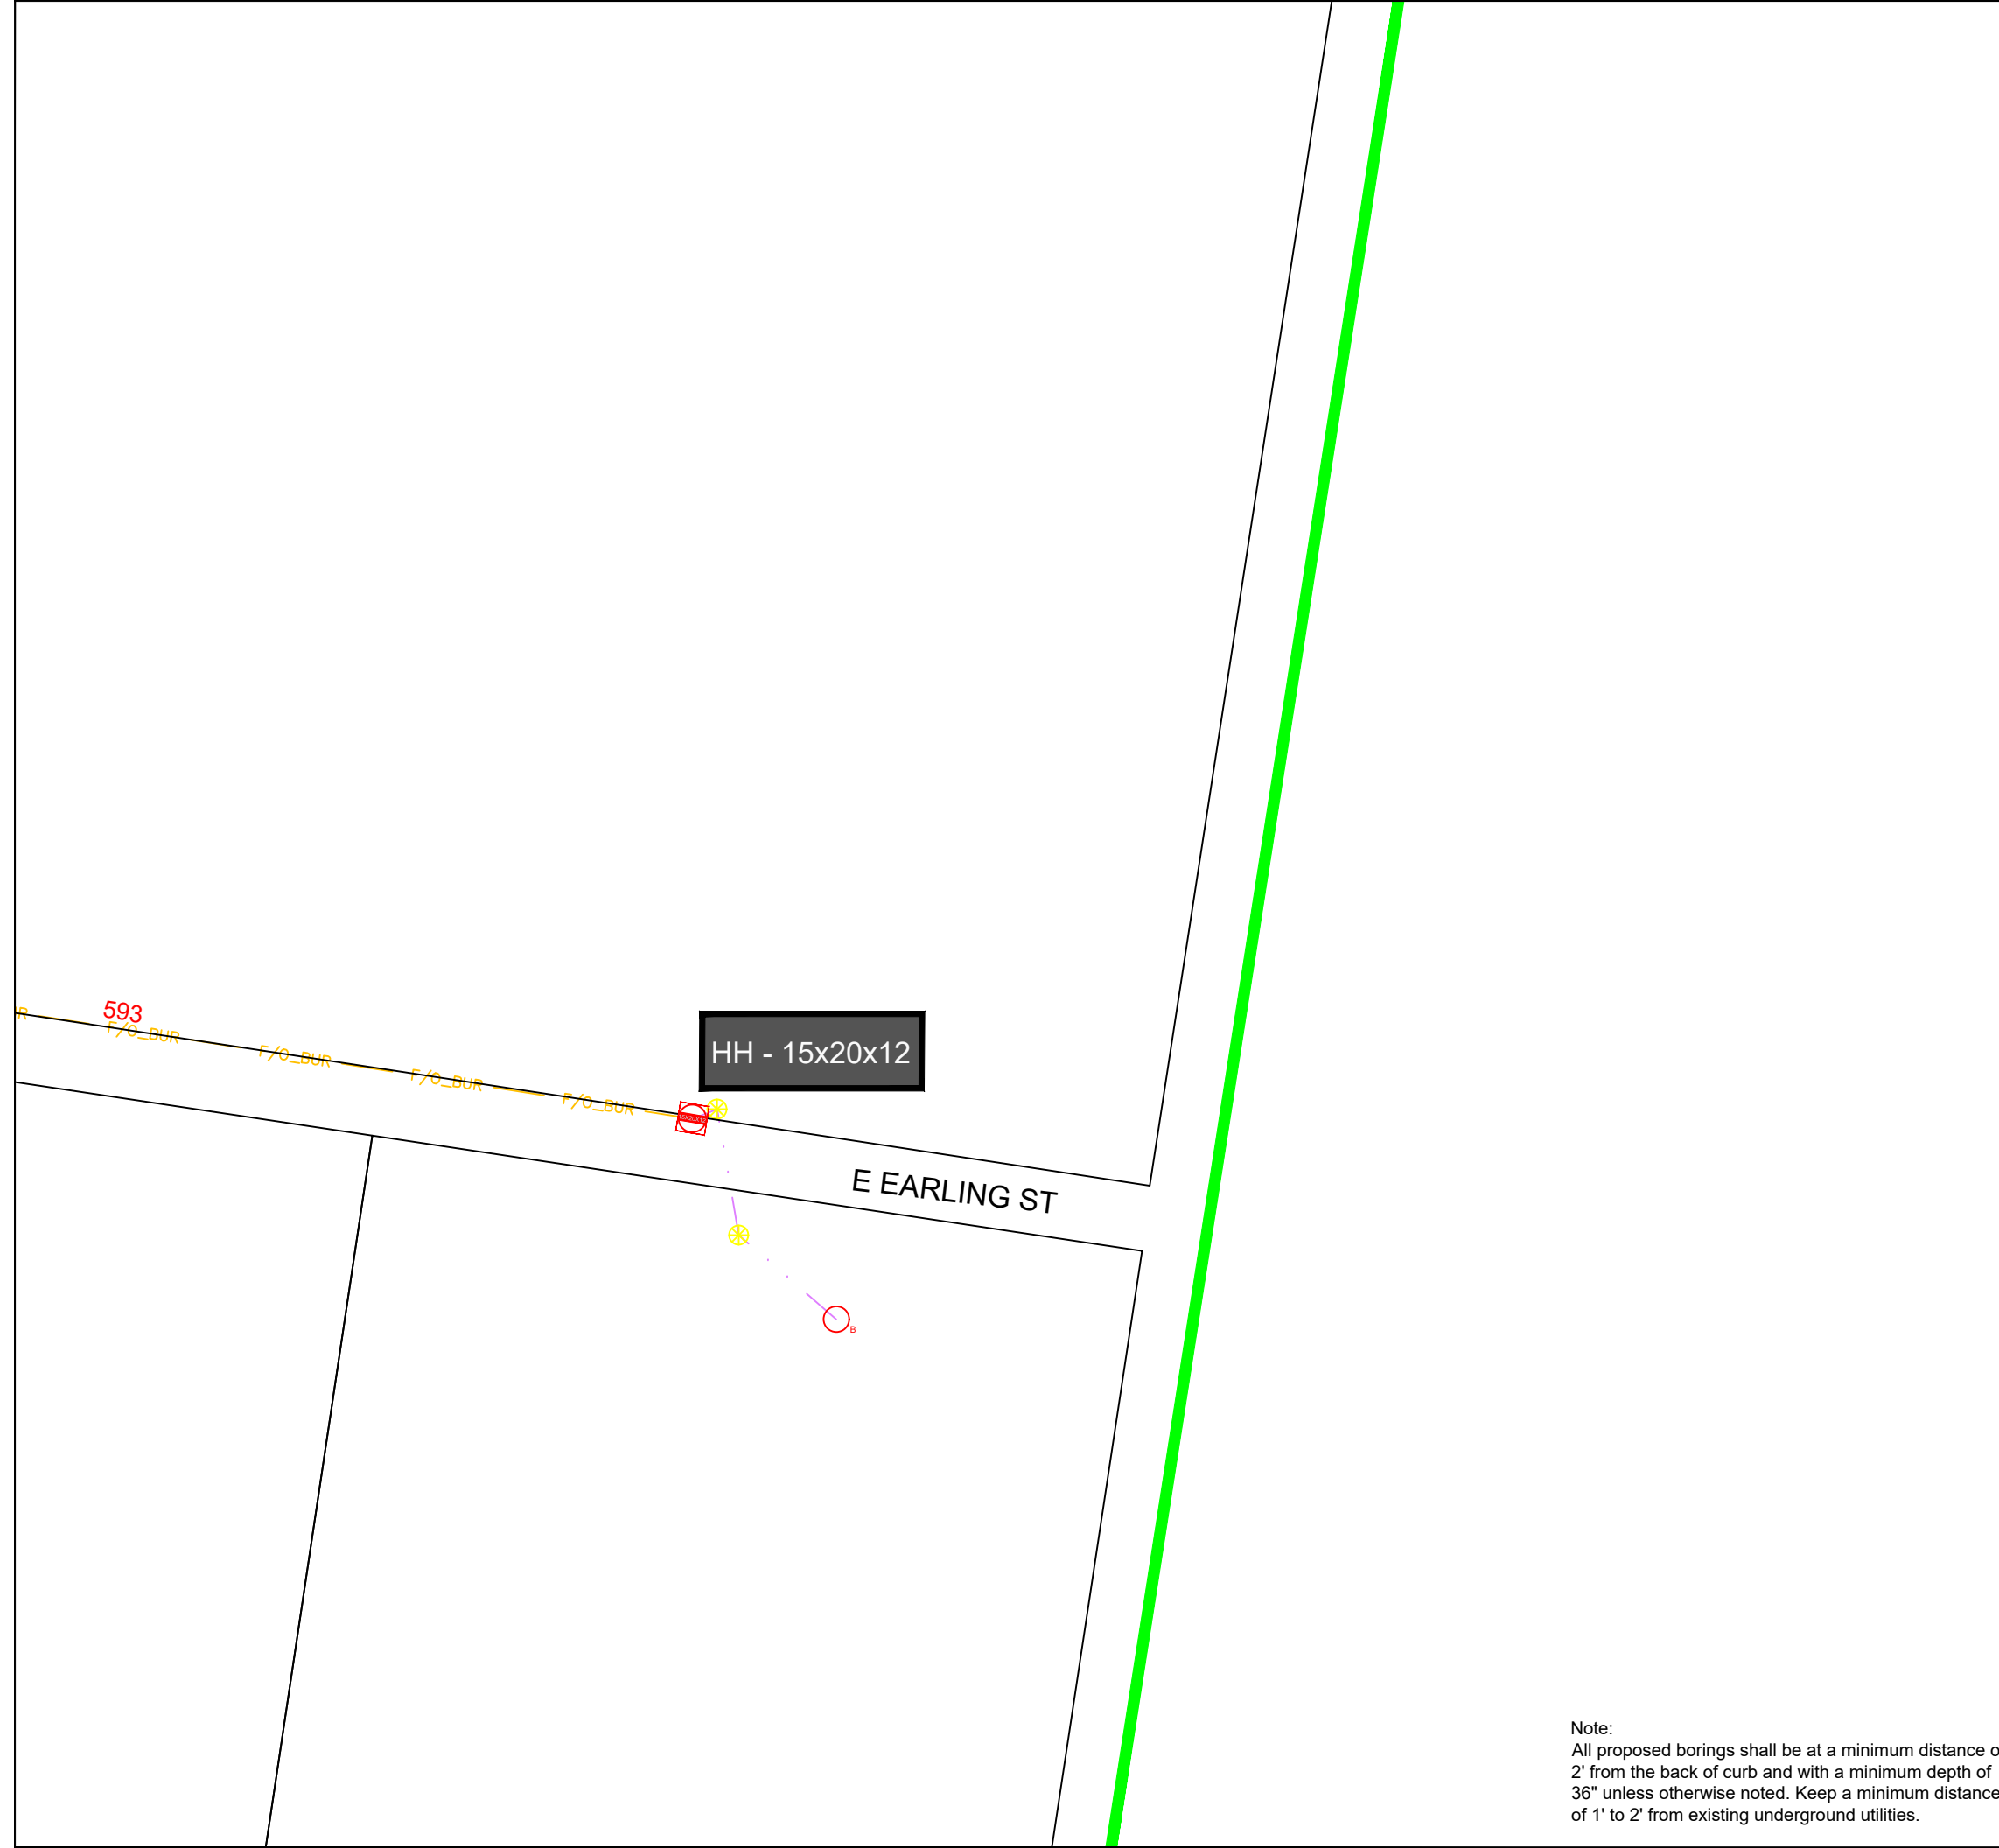 593
R
F/O_BUR
F/O_BUR
F/O_BUR
F/O_BUR
HH - 15x20x12
E EARLING ST
B
Note:
All proposed borings shall be at a minimum distance o
2' from the back of curb and with a minimum depth of
36" unless otherwise noted. Keep a minimum distance
of 1' to 2' from existing underground utilities.